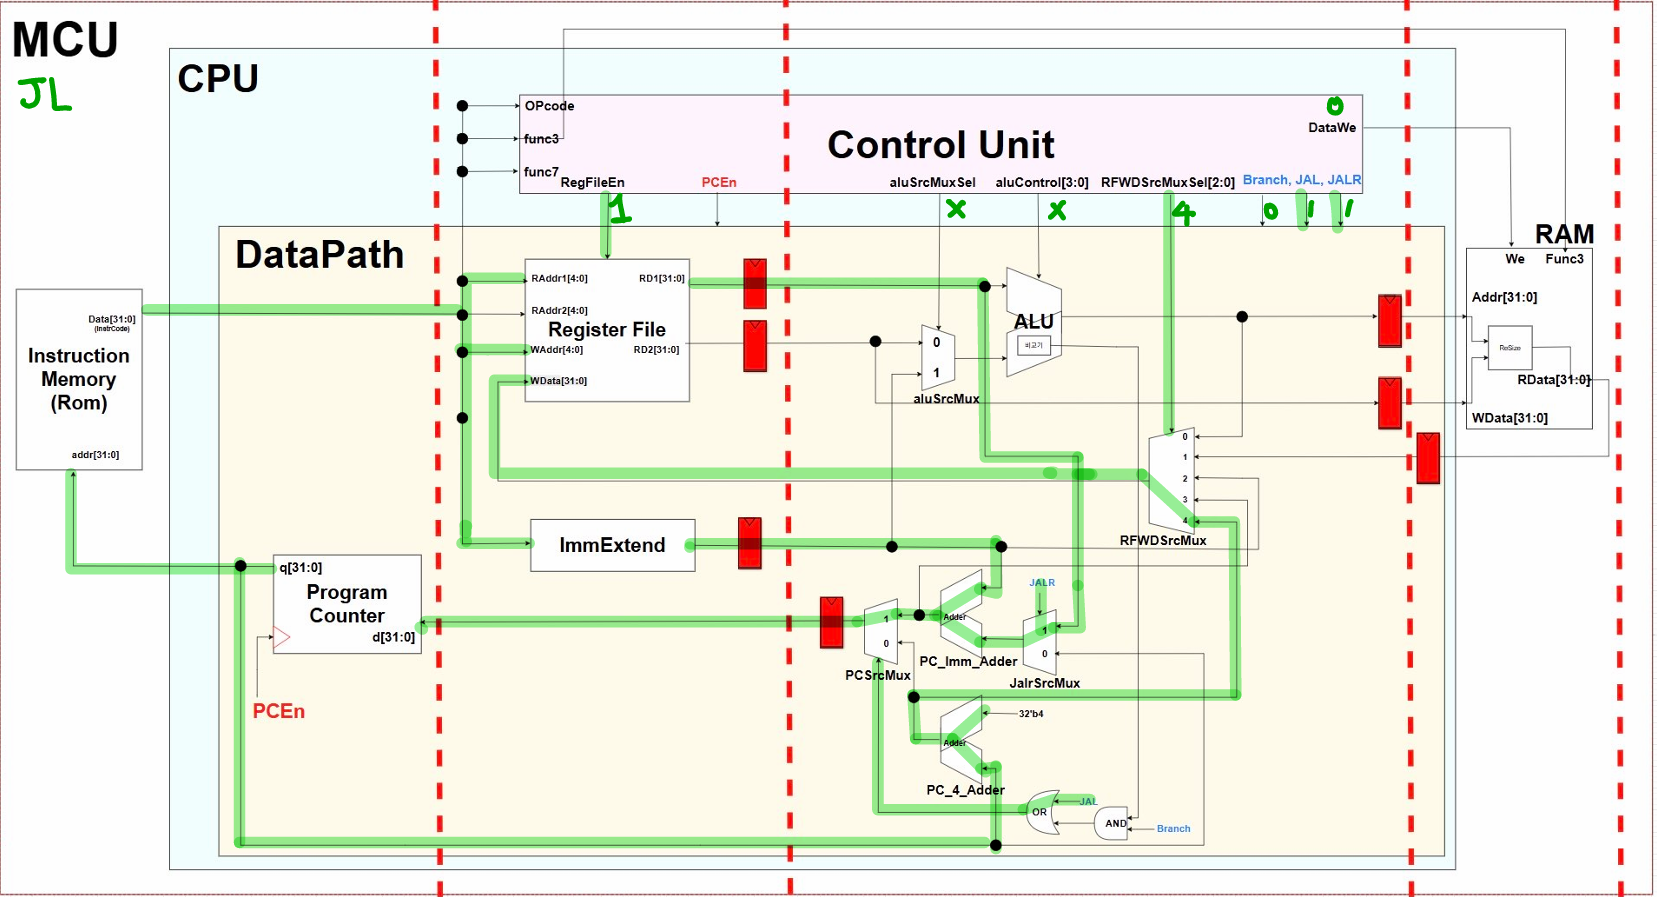 MCU
JL
CPU
OPcode
func3
func7
Control Unit
0
DataWe
RegFileEn
PCEn
aluSrcMuxSel
aluControl[3:0]
RFWDSrcMuxSel[2:0]
Branch, JAL, JALR
1
x
x
4
0
1
1
DataPath
RAM
We
Func3
Addr[31:0]
ReSize
RData[31:0]
WData[31:0]
Data[31:0]
(InstrCode)
Instruction
Memory
(Rom)
addr[31:0]
RAddr1[4:0]
RD1[31:0]
RAddr2[4:0]
Register File
WAddr[4:0]
RD2[31:0]
WData[31:0]
0
1
aluSrcMux
ALU
비교기
0
1
2
3
4
RFWDSrcMux
ImmExtend
q[31:0]
Program
Counter
d[31:0]
PCEn
1
0
PCSrcMux
Adder
PC_Imm_Adder
JALR
1
0
JalrSrcMux
32'b4
Adder
PC_4_Adder
OR
JAL
AND
Branch